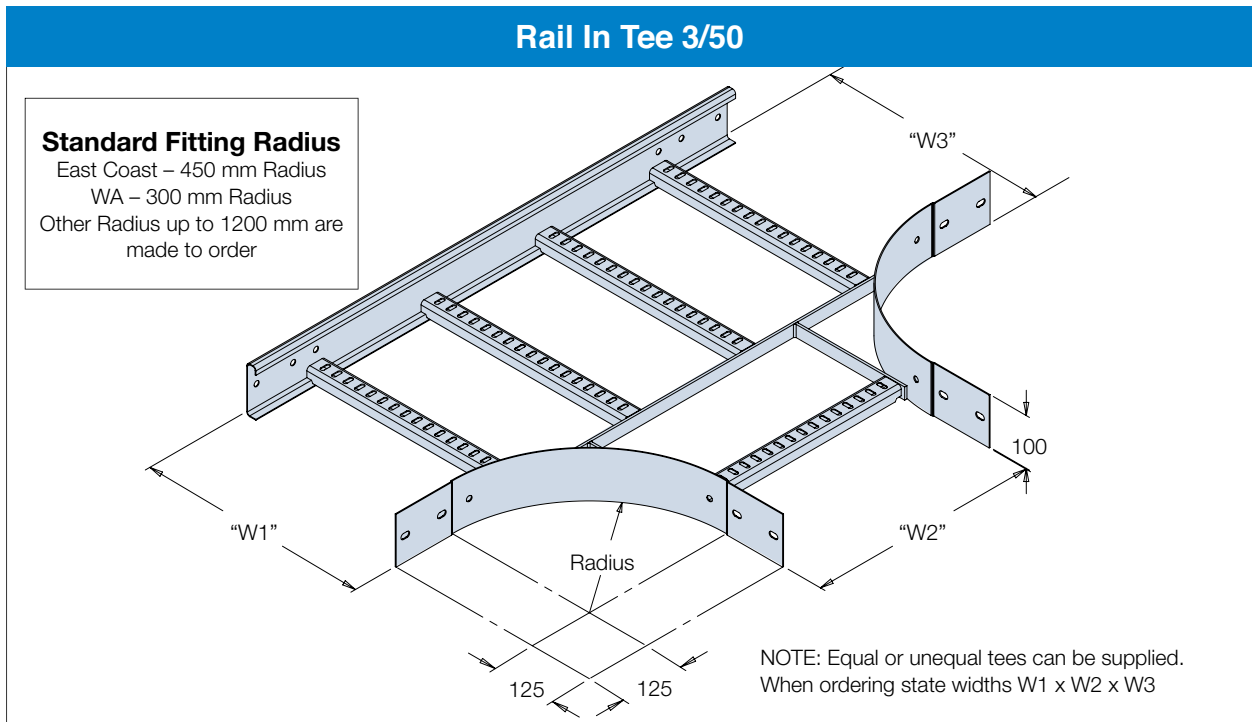 Rail In Tee 3/50
Standard Fitting Radius
East Coast – 450 mm Radius
WA – 300 mm Radius
Other Radius up to 1200 mm are
made to order
“W3”
100
“W1”
“W2”
Radius
125
125
NOTE: Equal or unequal tees can be supplied.
When ordering state widths W1 x W2 x W3